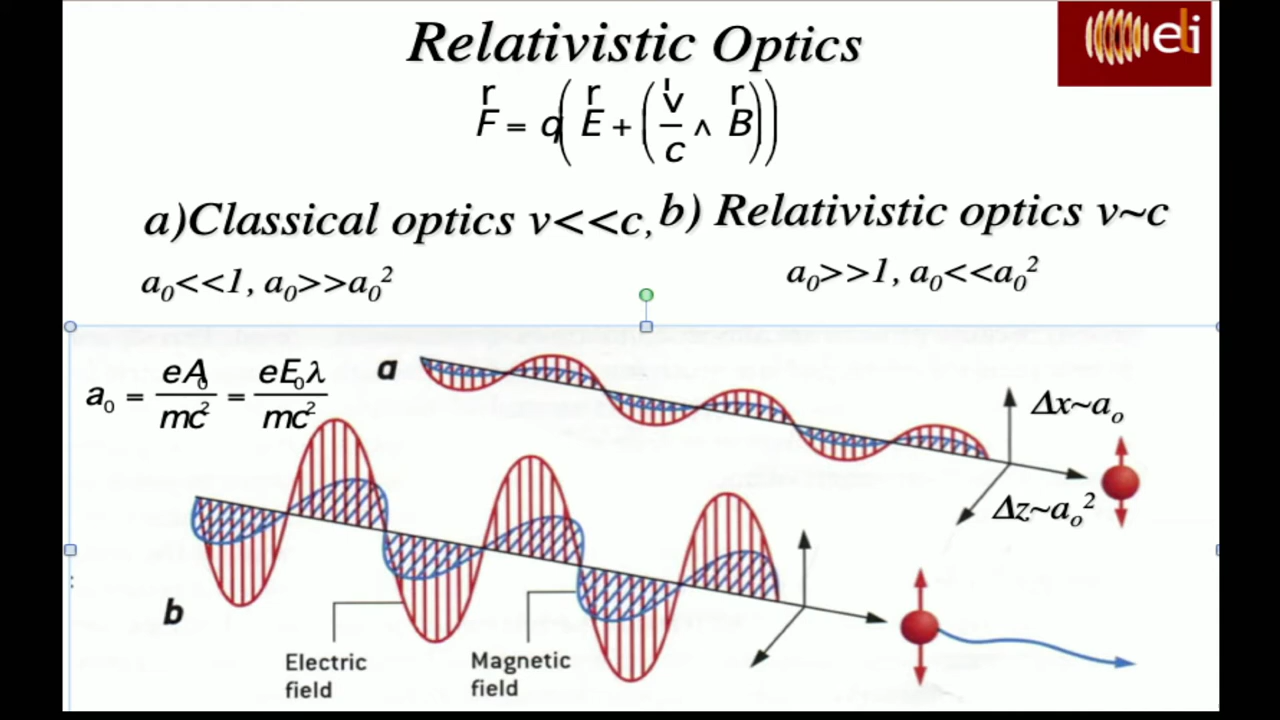 Relativistic Optics
eli
r r r r
F = q( E + ( v/c ∧ B ) )
a)Classical optics v<<c, b) Relativistic optics v~c
a₀<<1, a₀>>a₀² a₀>>1, a₀<<a₀²
a₀ = eA₀/mc² = eE₀λ/mc²
a
Δx~aₒ
Δz~aₒ²
b
Electric field
Magnetic field